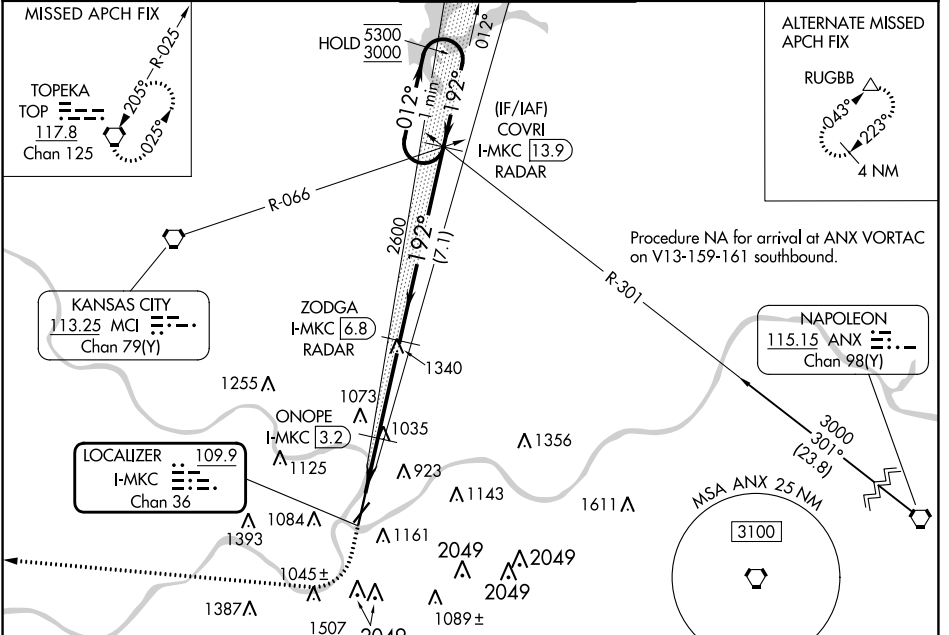 MISSED APCH FIX
R-025
205°
025°
TOPEKA
TOP
117.8
Chan 125
HOLD 5300
3000
012°
012°
1 min
192°
(IF/IAF)
COVRI
I-MKC 13.9
RADAR
ALTERNATE MISSED
APCH FIX
RUGBB
043°
223°
4 NM
R-066
2600
192°
(7.1)
Procedure NA for arrival at ANX VORTAC
on V13-159-161 southbound.
R-301
KANSAS CITY
113.25 MCI
Chan 79(Y)
ZODGA
I-MKC 6.8
RADAR
1340
NAPOLEON
115.15 ANX
Chan 98(Y)
3000
301°
(23.8)
1255
1073
ONOPE
I-MKC 3.2
1035
1356
1125
923
LOCALIZER 109.9
I-MKC
Chan 36
1143
1611
MSA ANX 25 NM
3100
1393
1084
1161
2049
2049
2049
1045±
1387
1507
2049
1089±